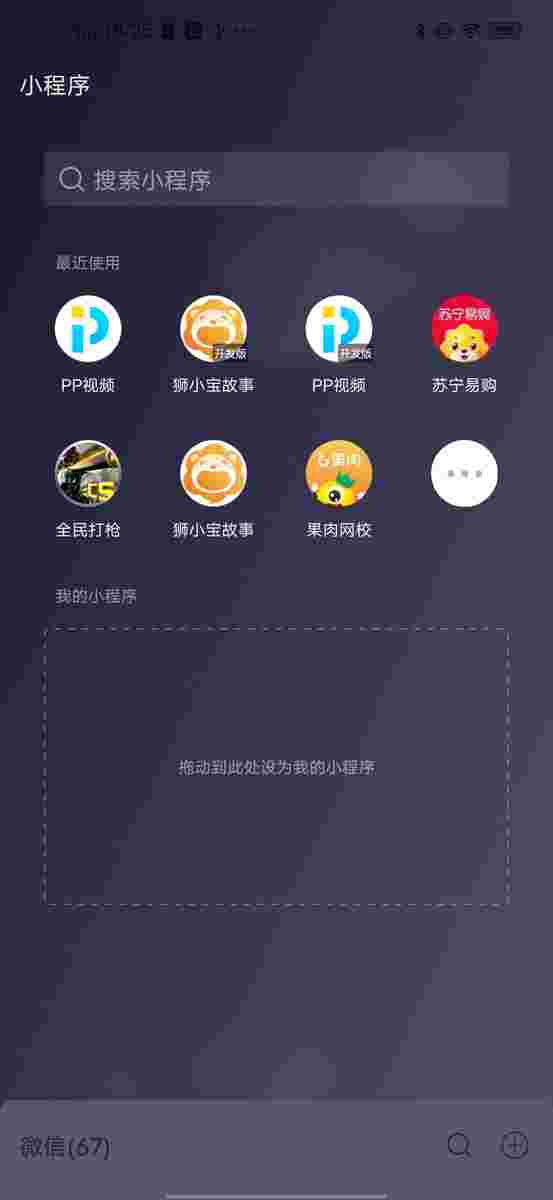 小程序
搜索小程序
最近使用
开发版
开发版
苏宁易购
PP视频
狮小宝故事
PP视频
苏宁易购
CS
果肉
全民打枪
狮小宝故事
果肉网校
我的小程序
拖动到此处设为我的小程序
微信(67)